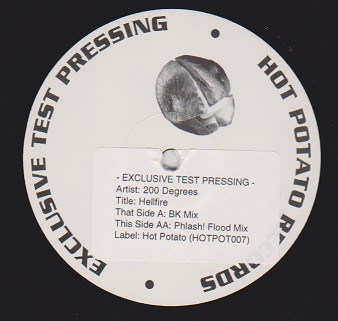 EXCLUSIVE TEST PRESSING
HOT POTATO RECORDS
- EXCLUSIVE TEST PRESSING -
Artist: 200 Degrees
Title: Hellfire
That Side A: BK Mix
This Side AA: Phlash! Flood Mix
Label: Hot Potato (HOTPOT007)